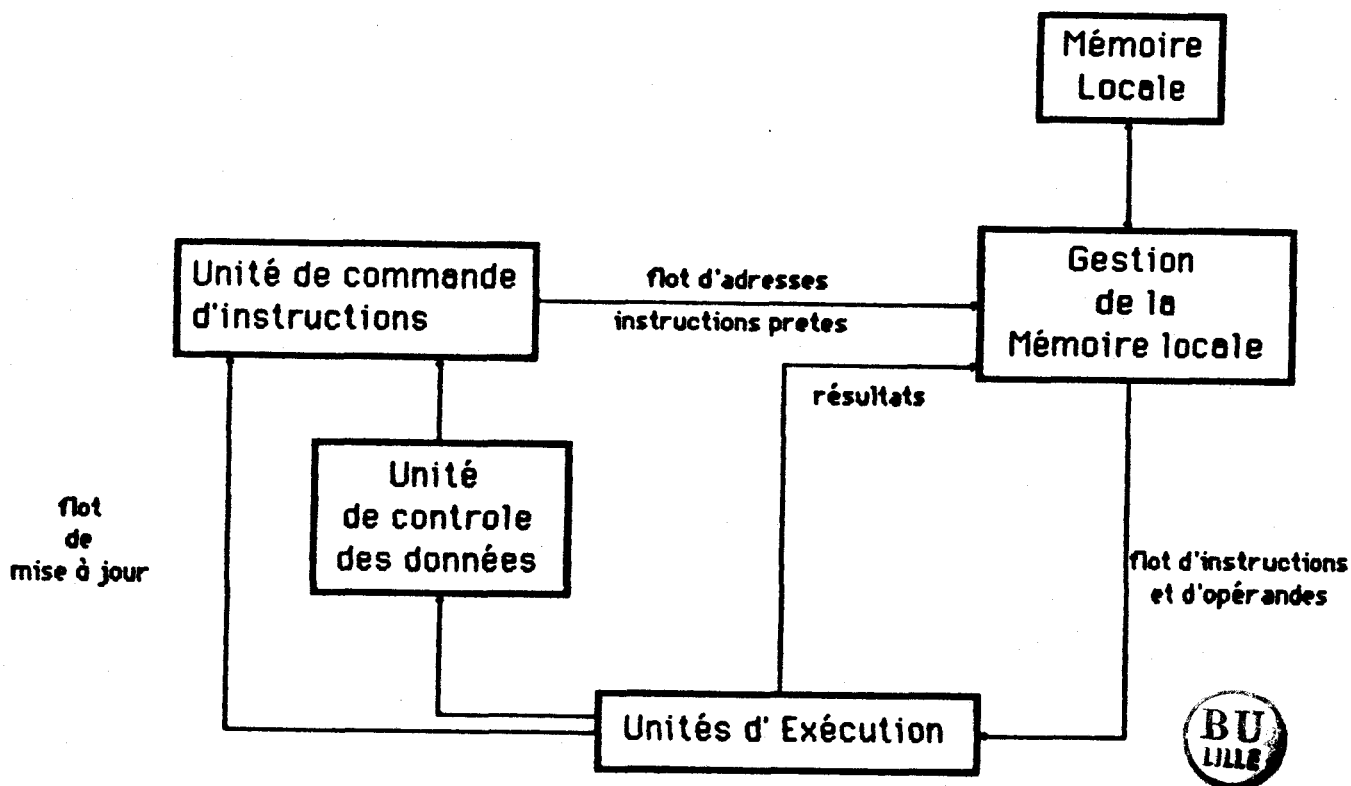 Mémoire
Locale
Unité de commande
d'instructions
flot d'adresses
instructions pretes
Gestion
de la
Mémoire locale
résultats
Unité
de controle
des données
flot
de
mise à jour
flot d'instructions
et d'opérandes
Unités d' Exécution
BU
LILLE